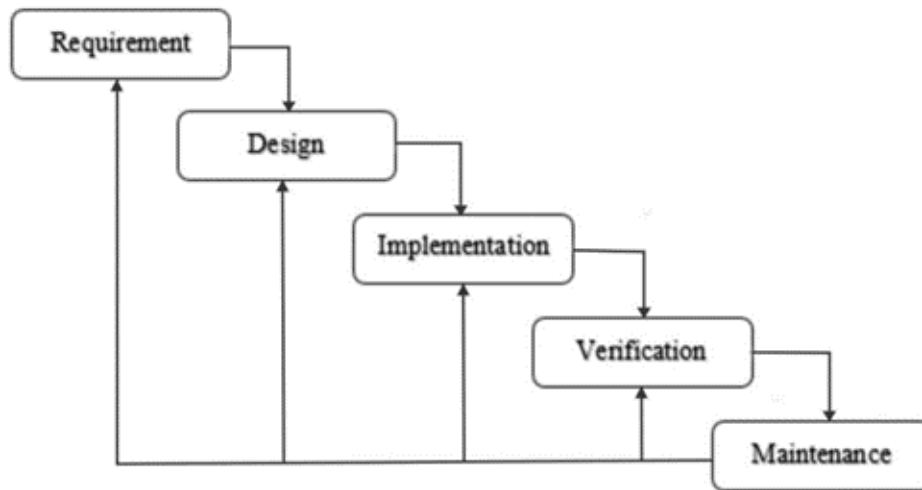 Requirement
Design
Implementation
Verification
Maintenance